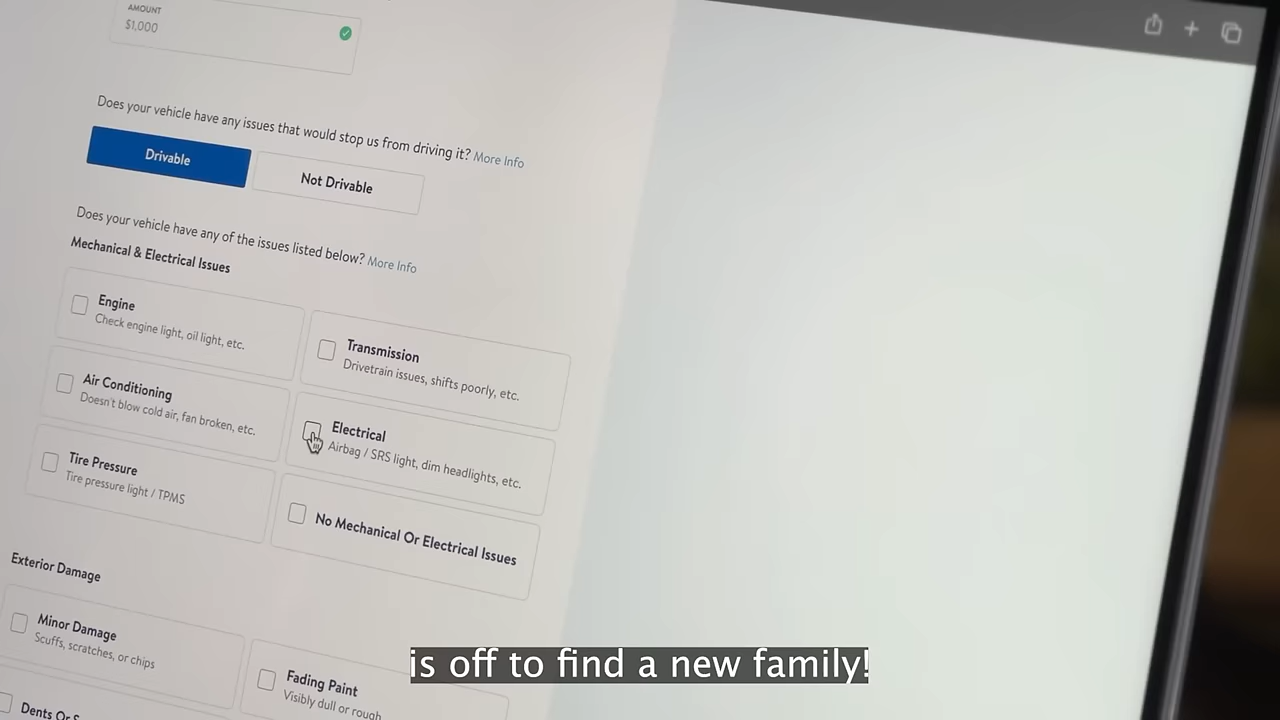 AMOUNT
$1,000
Does your vehicle have any issues that would stop us from driving it? More Info
Drivable
Not Drivable
Does your vehicle have any of the issues listed below? More Info
Mechanical & Electrical Issues
Engine
Check engine light, oil light, etc.
Transmission
Drivetrain issues, shifts poorly, etc.
Air Conditioning
Doesn't blow cold air, fan broken, etc.
Electrical
Airbag / SRS light, dim headlights, etc.
Tire Pressure
Tire pressure light / TPMS
No Mechanical Or Electrical Issues
Exterior Damage
Minor Damage
Scuffs, scratches, or chips
Fading Paint
Visibly dull or rough
Dents Or
is off to find a new family!